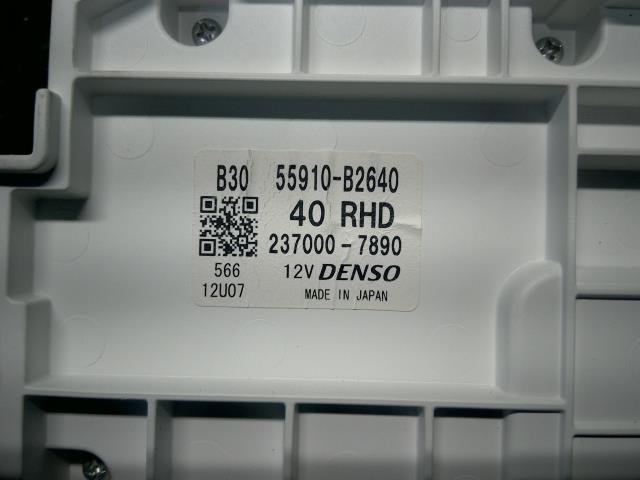 B30 55910-B2640
40 RHD
237000-7890
566 12V DENSO
12U07 MADE IN JAPAN